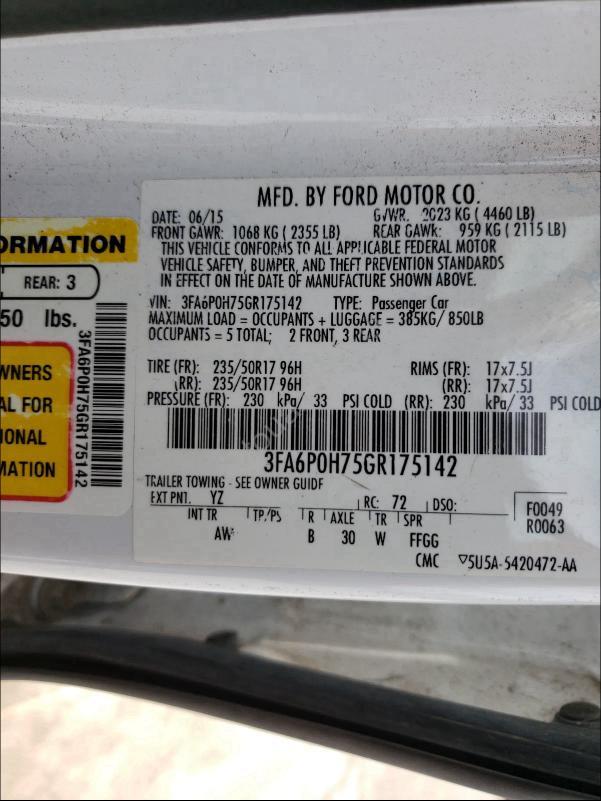 MFD. BY FORD MOTOR CO.
DATE: 06/15 GVWR: 2023 KG ( 4460 LB)
FRONT GAWR: 1068 KG ( 2355 LB) REAR GAWR: 959 KG ( 2115 LB)
THIS VEHICLE CONFORMS TO ALL APPLICABLE FEDERAL MOTOR
VEHICLE SAFETY, BUMPER, AND THEFT PREVENTION STANDARDS
IN EFFECT ON THE DATE OF MANUFACTURE SHOWN ABOVE.
VIN: 3FA6P0H75GR175142 TYPE: Passenger Car
MAXIMUM LOAD = OCCUPANTS + LUGGAGE = 385KG/ 850LB
OCCUPANTS = 5 TOTAL; 2 FRONT, 3 REAR
TIRE (FR): 235/50R17 96H RIMS (FR): 17x7.5J
(RR): 235/50R17 96H (RR): 17x7.5J
PRESSURE (FR): 230 kPa/ 33 PSI COLD (RR): 230 kPa/ 33 PSI COLD
3FA6P0H75GR175142
TRAILER TOWING - SEE OWNER GUIDE
EXT PNT: YZ RC: 72 DSO: F0049
R0063
INT TR TP/PS R AXLE TR SPR
AW B 30 W FFGG
CMC ▽5U5A-5420472-AA
ORMATION
REAR: 3
50 lbs.
WNERS
AL FOR
IONAL
MATION
3FA6P0H75GR175142